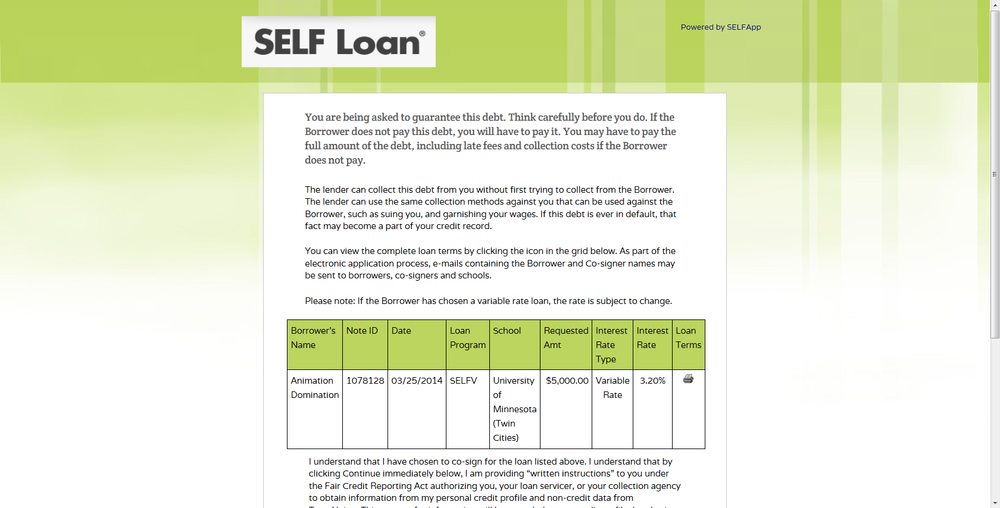 SELF Loan®
Powered by SELFApp
You are being asked to guarantee this debt. Think carefully before you do. If the
Borrower does not pay this debt, you will have to pay it. You may have to pay the
full amount of the debt, including late fees and collection costs if the Borrower
does not pay.
The lender can collect this debt from you without first trying to collect from the Borrower.
The lender can use the same collection methods against you that can be used against the
Borrower, such as suing you, and garnishing your wages. If this debt is ever in default, that
fact may become a part of your credit record.
You can view the complete loan terms by clicking the icon in the grid below. As part of the
electronic application process, e-mails containing the Borrower and Co-signer names may
be sent to borrowers, co-signers and schools.
Please note: If the Borrower has chosen a variable rate loan, the rate is subject to change.
Borrower's Note ID Date Loan School Requested Interest Interest Loan
Name Program Amt Rate Rate Terms
Type
Animation 1078128 03/25/2014 SELFV University $5,000.00 Variable 3.20%
Domination of Rate
Minnesota
(Twin
Cities)
I understand that I have chosen to co-sign for the loan listed above. I understand that by
clicking Continue immediately below, I am providing “written instructions” to you under
the Fair Credit Reporting Act authorizing you, your loan servicer, or your collection agency
to obtain information from my personal credit profile and non-credit data from